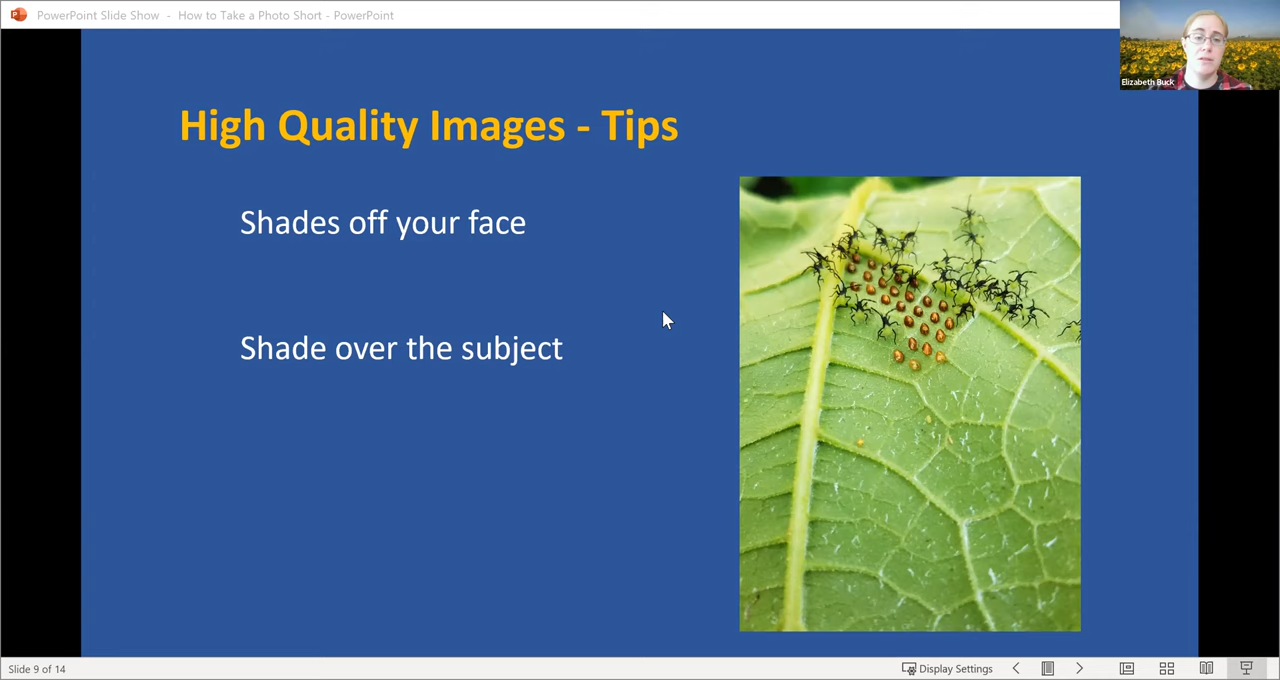 PowerPoint Slide Show - How to Take a Photo Short - PowerPoint
Elizabeth Buck
High Quality Images - Tips
Shades off your face
Shade over the subject
Slide 9 of 14
Display Settings